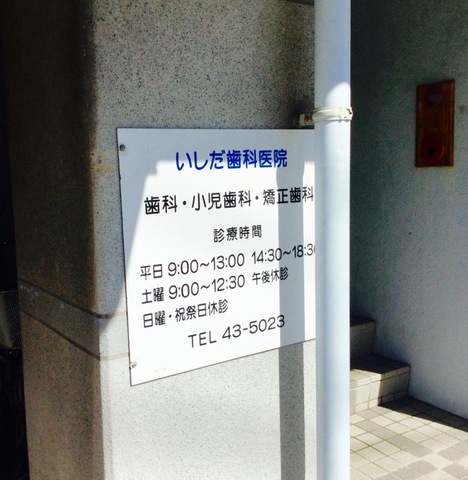 いしだ歯科医院
歯科・小児歯科・矯正歯科
診療時間
平日 9:00～13:00 14:30～18:30
土曜 9:00～12:30 午後休診
日曜・祝祭日休診
TEL 43-5023